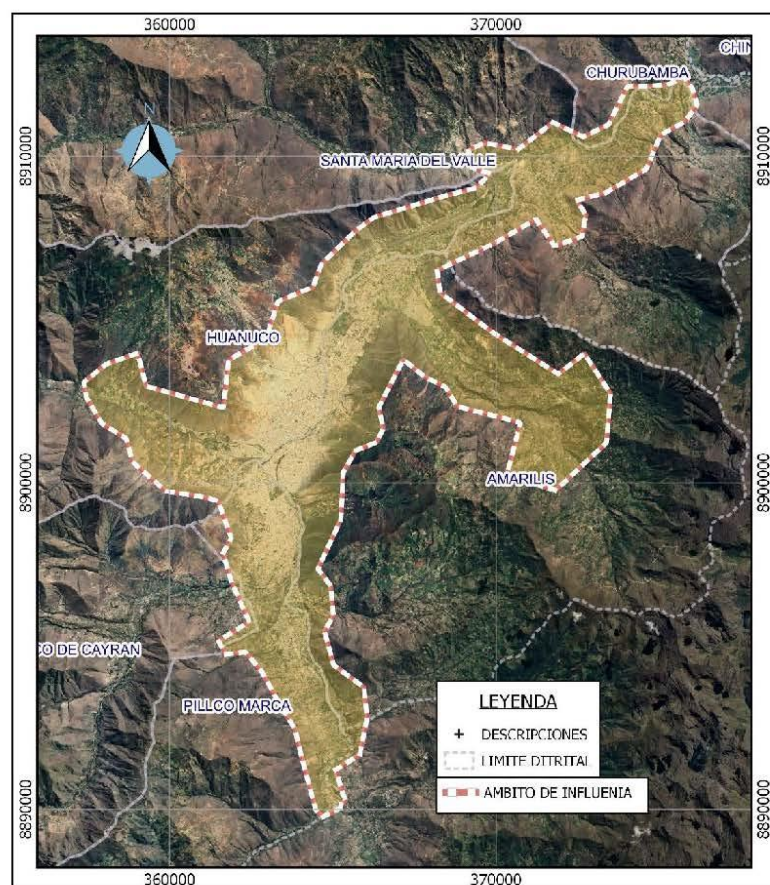 360000
370000
CHIN
CHURUBAMBA
8910000
8910000
N
SANTA MARIA DEL VALLE
HUANUCO
8900000
8900000
AMARILIS
CO DE CAYRAN
PILLCO MARCA
LEYENDA
DESCRIPCIONES
LIMITE DITRITAL
AMBITO DE INFLUENIA
8890000
8890000
360000
370000